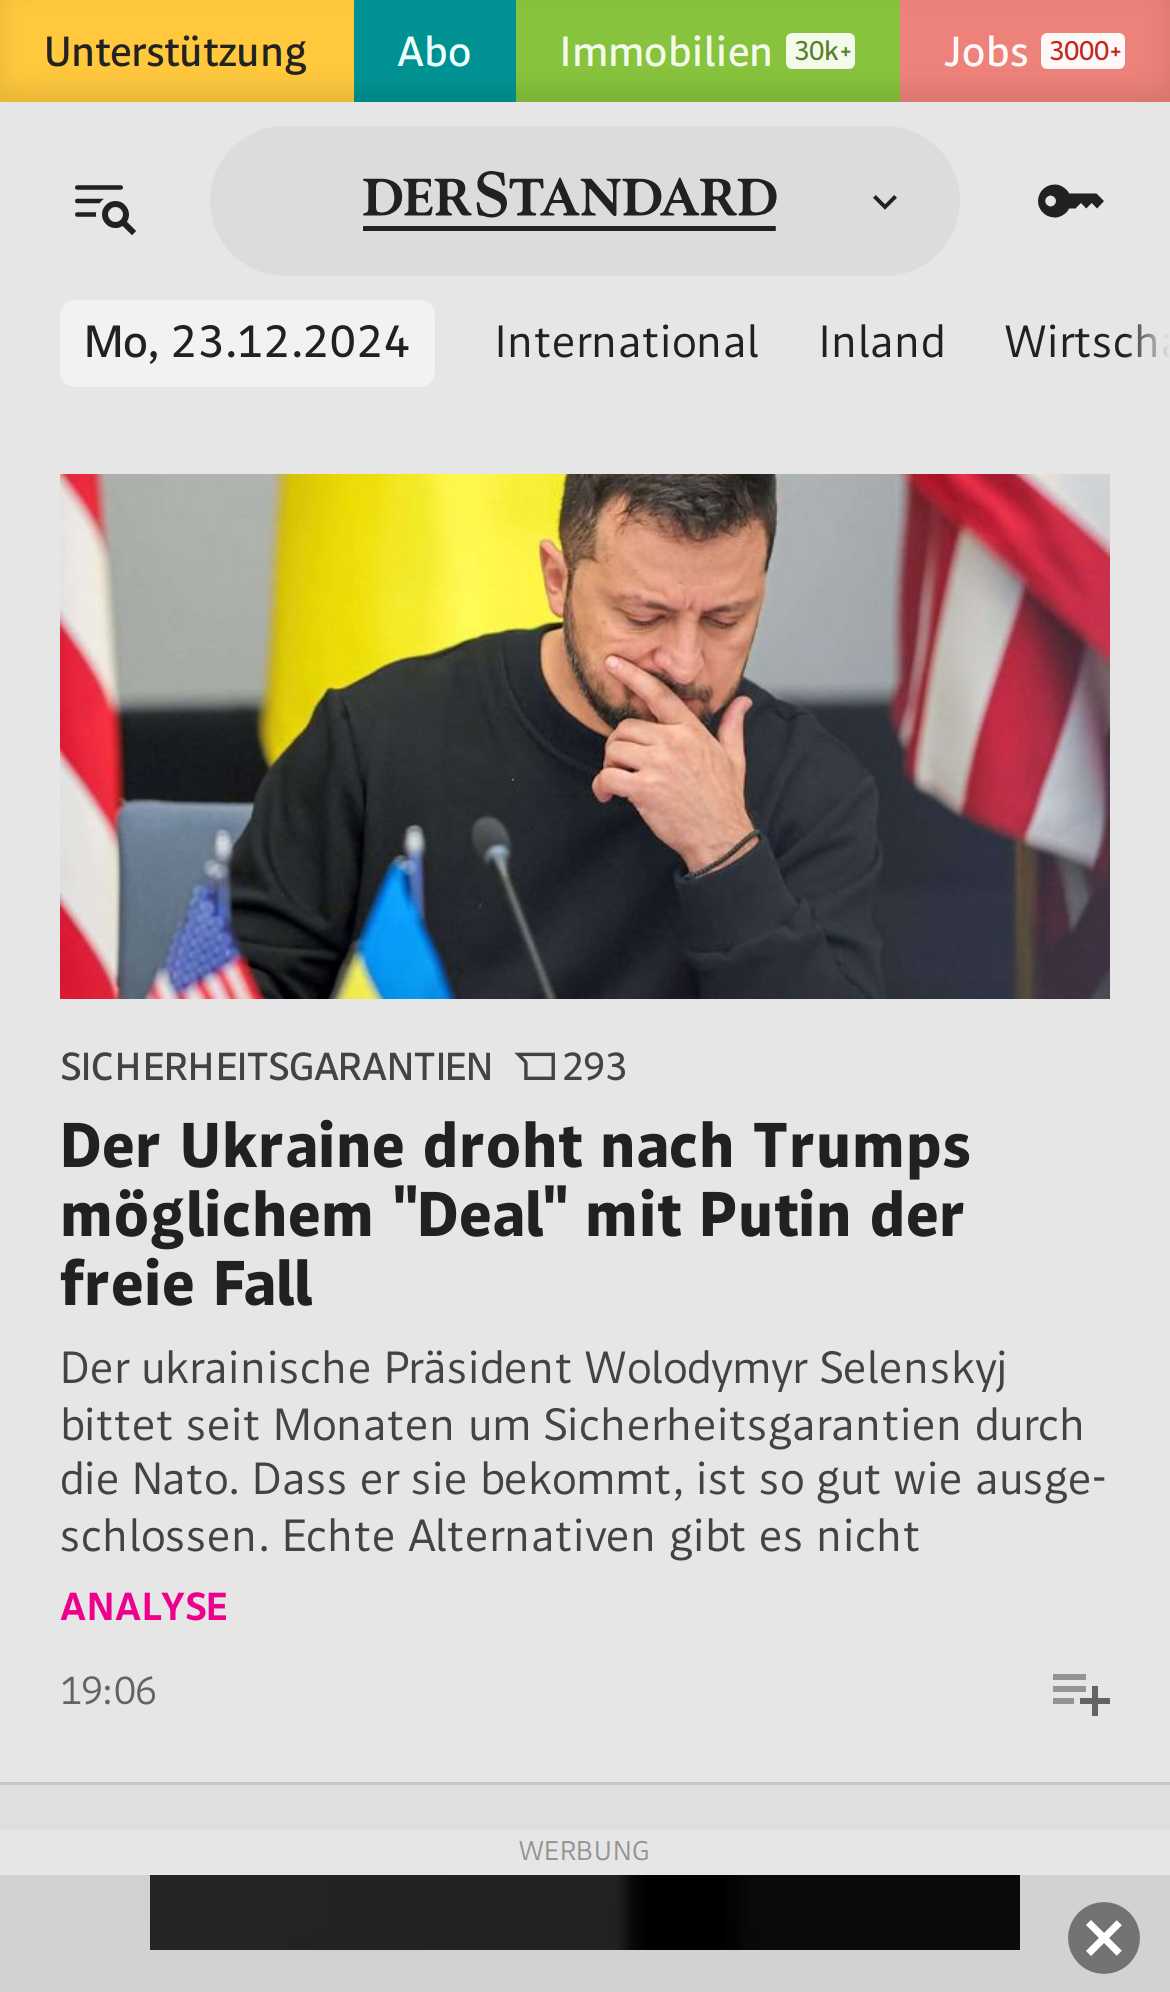 Unterstützung Abo Immobilien 30k+ Jobs 3000+
DERSTANDARD
Mo, 23.12.2024 International Inland Wirtscha
SICHERHEITSGARANTIEN 293
Der Ukraine droht nach Trumps
möglichem "Deal" mit Putin der
freie Fall
Der ukrainische Präsident Wolodymyr Selenskyj
bittet seit Monaten um Sicherheitsgarantien durch
die Nato. Dass er sie bekommt, ist so gut wie ausge-
schlossen. Echte Alternativen gibt es nicht
ANALYSE
19:06
WERBUNG